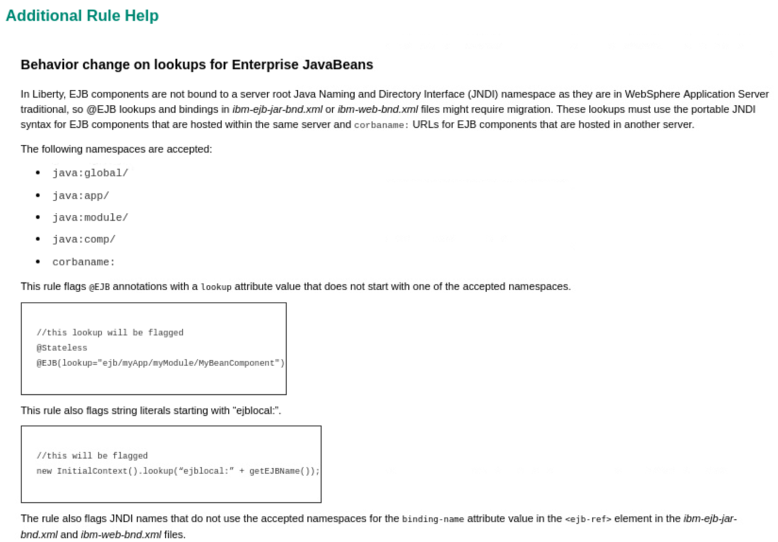 Additional Rule Help
Behavior change on lookups for Enterprise JavaBeans
In Liberty, EJB components are not bound to a server root Java Naming and Directory Interface (JNDI) namespace as they are in WebSphere Application Server
traditional, so @EJB lookups and bindings in ibm-ejb-jar-bnd.xml or ibm-web-bnd.xml files might require migration. These lookups must use the portable JNDI
syntax for EJB components that are hosted within the same server and corbaname: URLs for EJB components that are hosted in another server.
The following namespaces are accepted:
• java:global/
• java:app/
• java:module/
• java:comp/
• corbaname:
This rule flags @EJB annotations with a lookup attribute value that does not start with one of the accepted namespaces.
//this lookup will be flagged
@Stateless
@EJB(lookup="ejb/myApp/myModule/MyBeanComponent")
This rule also flags string literals starting with “ejblocal:”.
//this will be flagged
new InitialContext().lookup(“ejblocal:” + getEJBName());
The rule also flags JNDI names that do not use the accepted namespaces for the binding-name attribute value in the <ejb-ref> element in the ibm-ejb-jar-
bnd.xml and ibm-web-bnd.xml files.